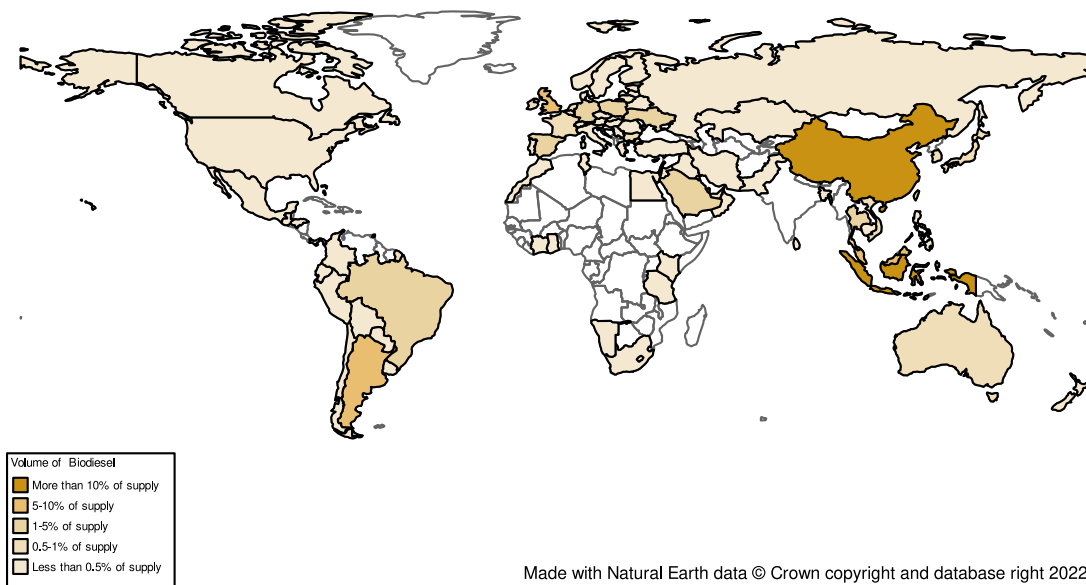 Volume of Biodiesel
More than 10% of supply
5-10% of supply
1-5% of supply
0.5-1% of supply
Less than 0.5% of supply
Made with Natural Earth data © Crown copyright and database right 2022